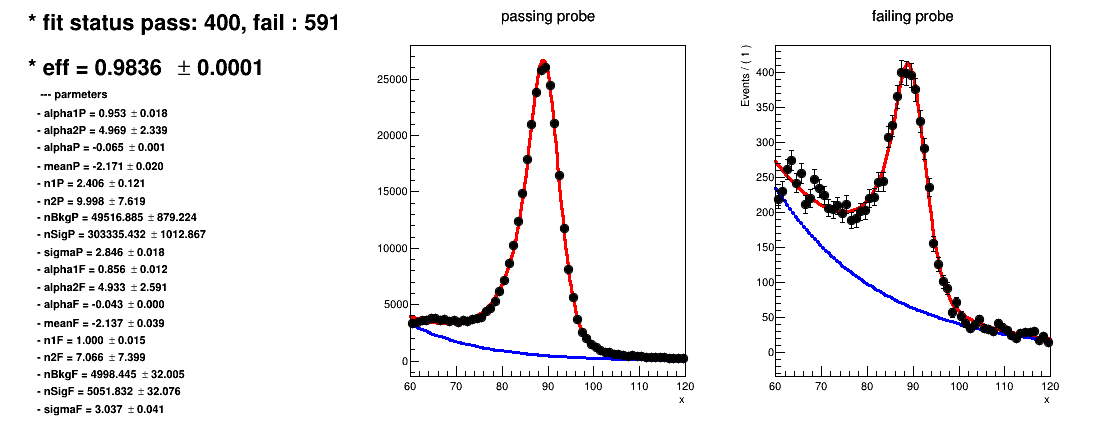 * fit status pass: 400, fail : 591
* eff = 0.9836 ± 0.0001
--- parmeters
- alpha1P = 0.953 ± 0.018
- alpha2P = 4.969 ± 2.339
- alphaP = -0.065 ± 0.001
- meanP = -2.171 ± 0.020
- n1P = 2.406 ± 0.121
- n2P = 9.998 ± 7.619
- nBkgP = 49516.885 ± 879.224
- nSigP = 303335.432 ± 1012.867
- sigmaP = 2.846 ± 0.018
- alpha1F = 0.856 ± 0.012
- alpha2F = 4.933 ± 2.591
- alphaF = -0.043 ± 0.000
- meanF = -2.137 ± 0.039
- n1F = 1.000 ± 0.015
- n2F = 7.066 ± 7.399
- nBkgF = 4998.445 ± 32.005
- nSigF = 5051.832 ± 32.076
- sigmaF = 3.037 ± 0.041
passing probe
25000
20000
15000
10000
5000
0
60 70 80 90 100 110 120
x
failing probe
Events / ( 1 )
400
350
300
250
200
150
100
50
0
60 70 80 90 100 110 120
x